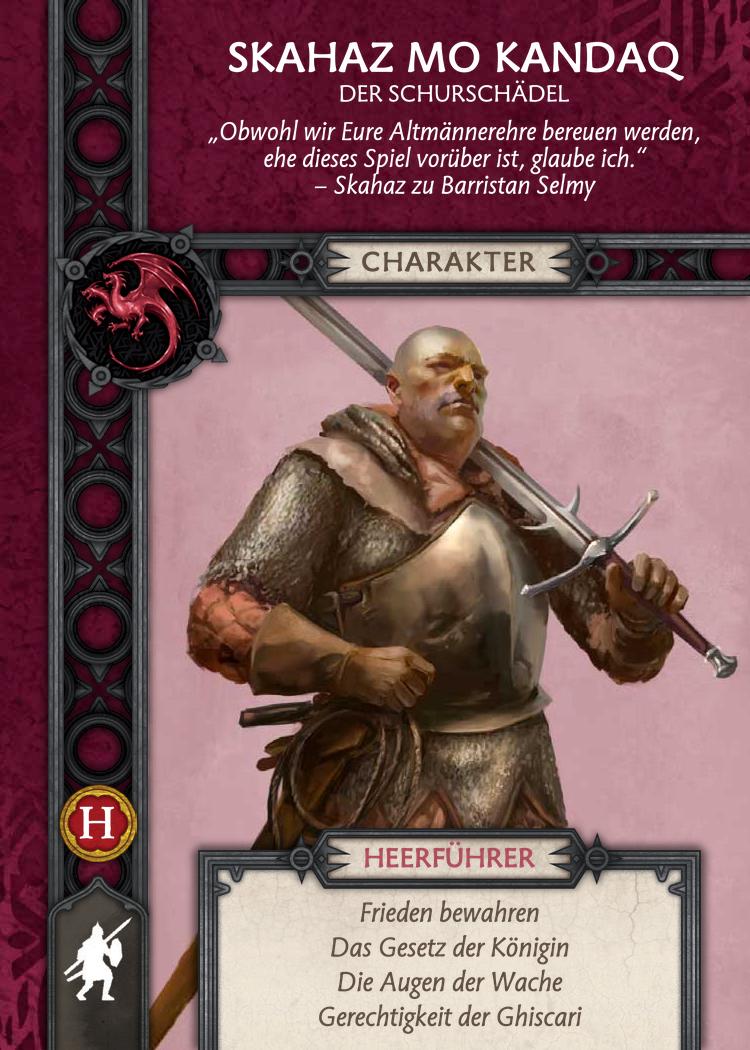 SKAHAZ MO KANDAQ
DER SCHURSCHÄDEL
„Obwohl wir Eure Altmännerehre bereuen werden,
ehe dieses Spiel vorüber ist, glaube ich.“
– Skahaz zu Barristan Selmy
CHARAKTER
H
HEERFÜHRER
Frieden bewahren
Das Gesetz der Königin
Die Augen der Wache
Gerechtigkeit der Ghiscari